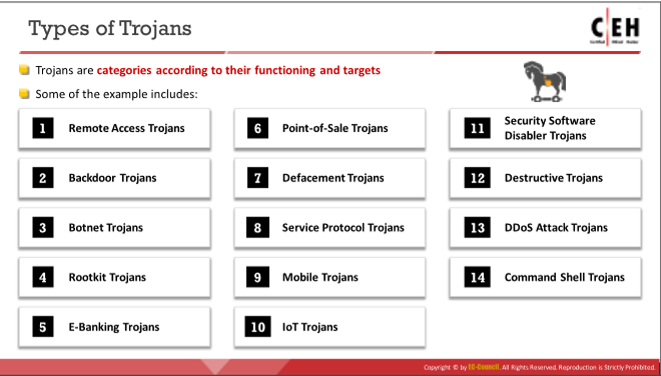 Types of Trojans
C|EH
Certified Ethical Hacker
Trojans are categories according to their functioning and targets
Some of the example includes:
1 Remote Access Trojans
2 Backdoor Trojans
3 Botnet Trojans
4 Rootkit Trojans
5 E-Banking Trojans
6 Point-of-Sale Trojans
7 Defacement Trojans
8 Service Protocol Trojans
9 Mobile Trojans
10 IoT Trojans
11 Security Software
Disabler Trojans
12 Destructive Trojans
13 DDoS Attack Trojans
14 Command Shell Trojans
Copyright © by EC-Council. All Rights Reserved. Reproduction is Strictly Prohibited.